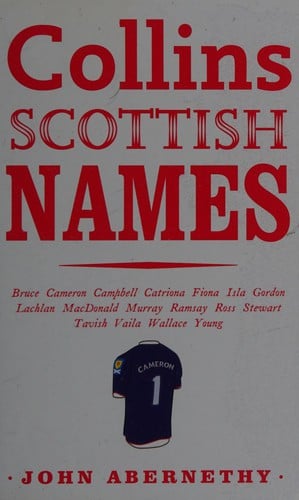 Collins
SCOTTISH
NAMES
Bruce Cameron Campbell Catriona Fiona Isla Gordon
Lachlan MacDonald Murray Ramsay Ross Stewart
Tavish Vaila Wallace Young
CAMERON
1
· JOHN ABERNETHY ·